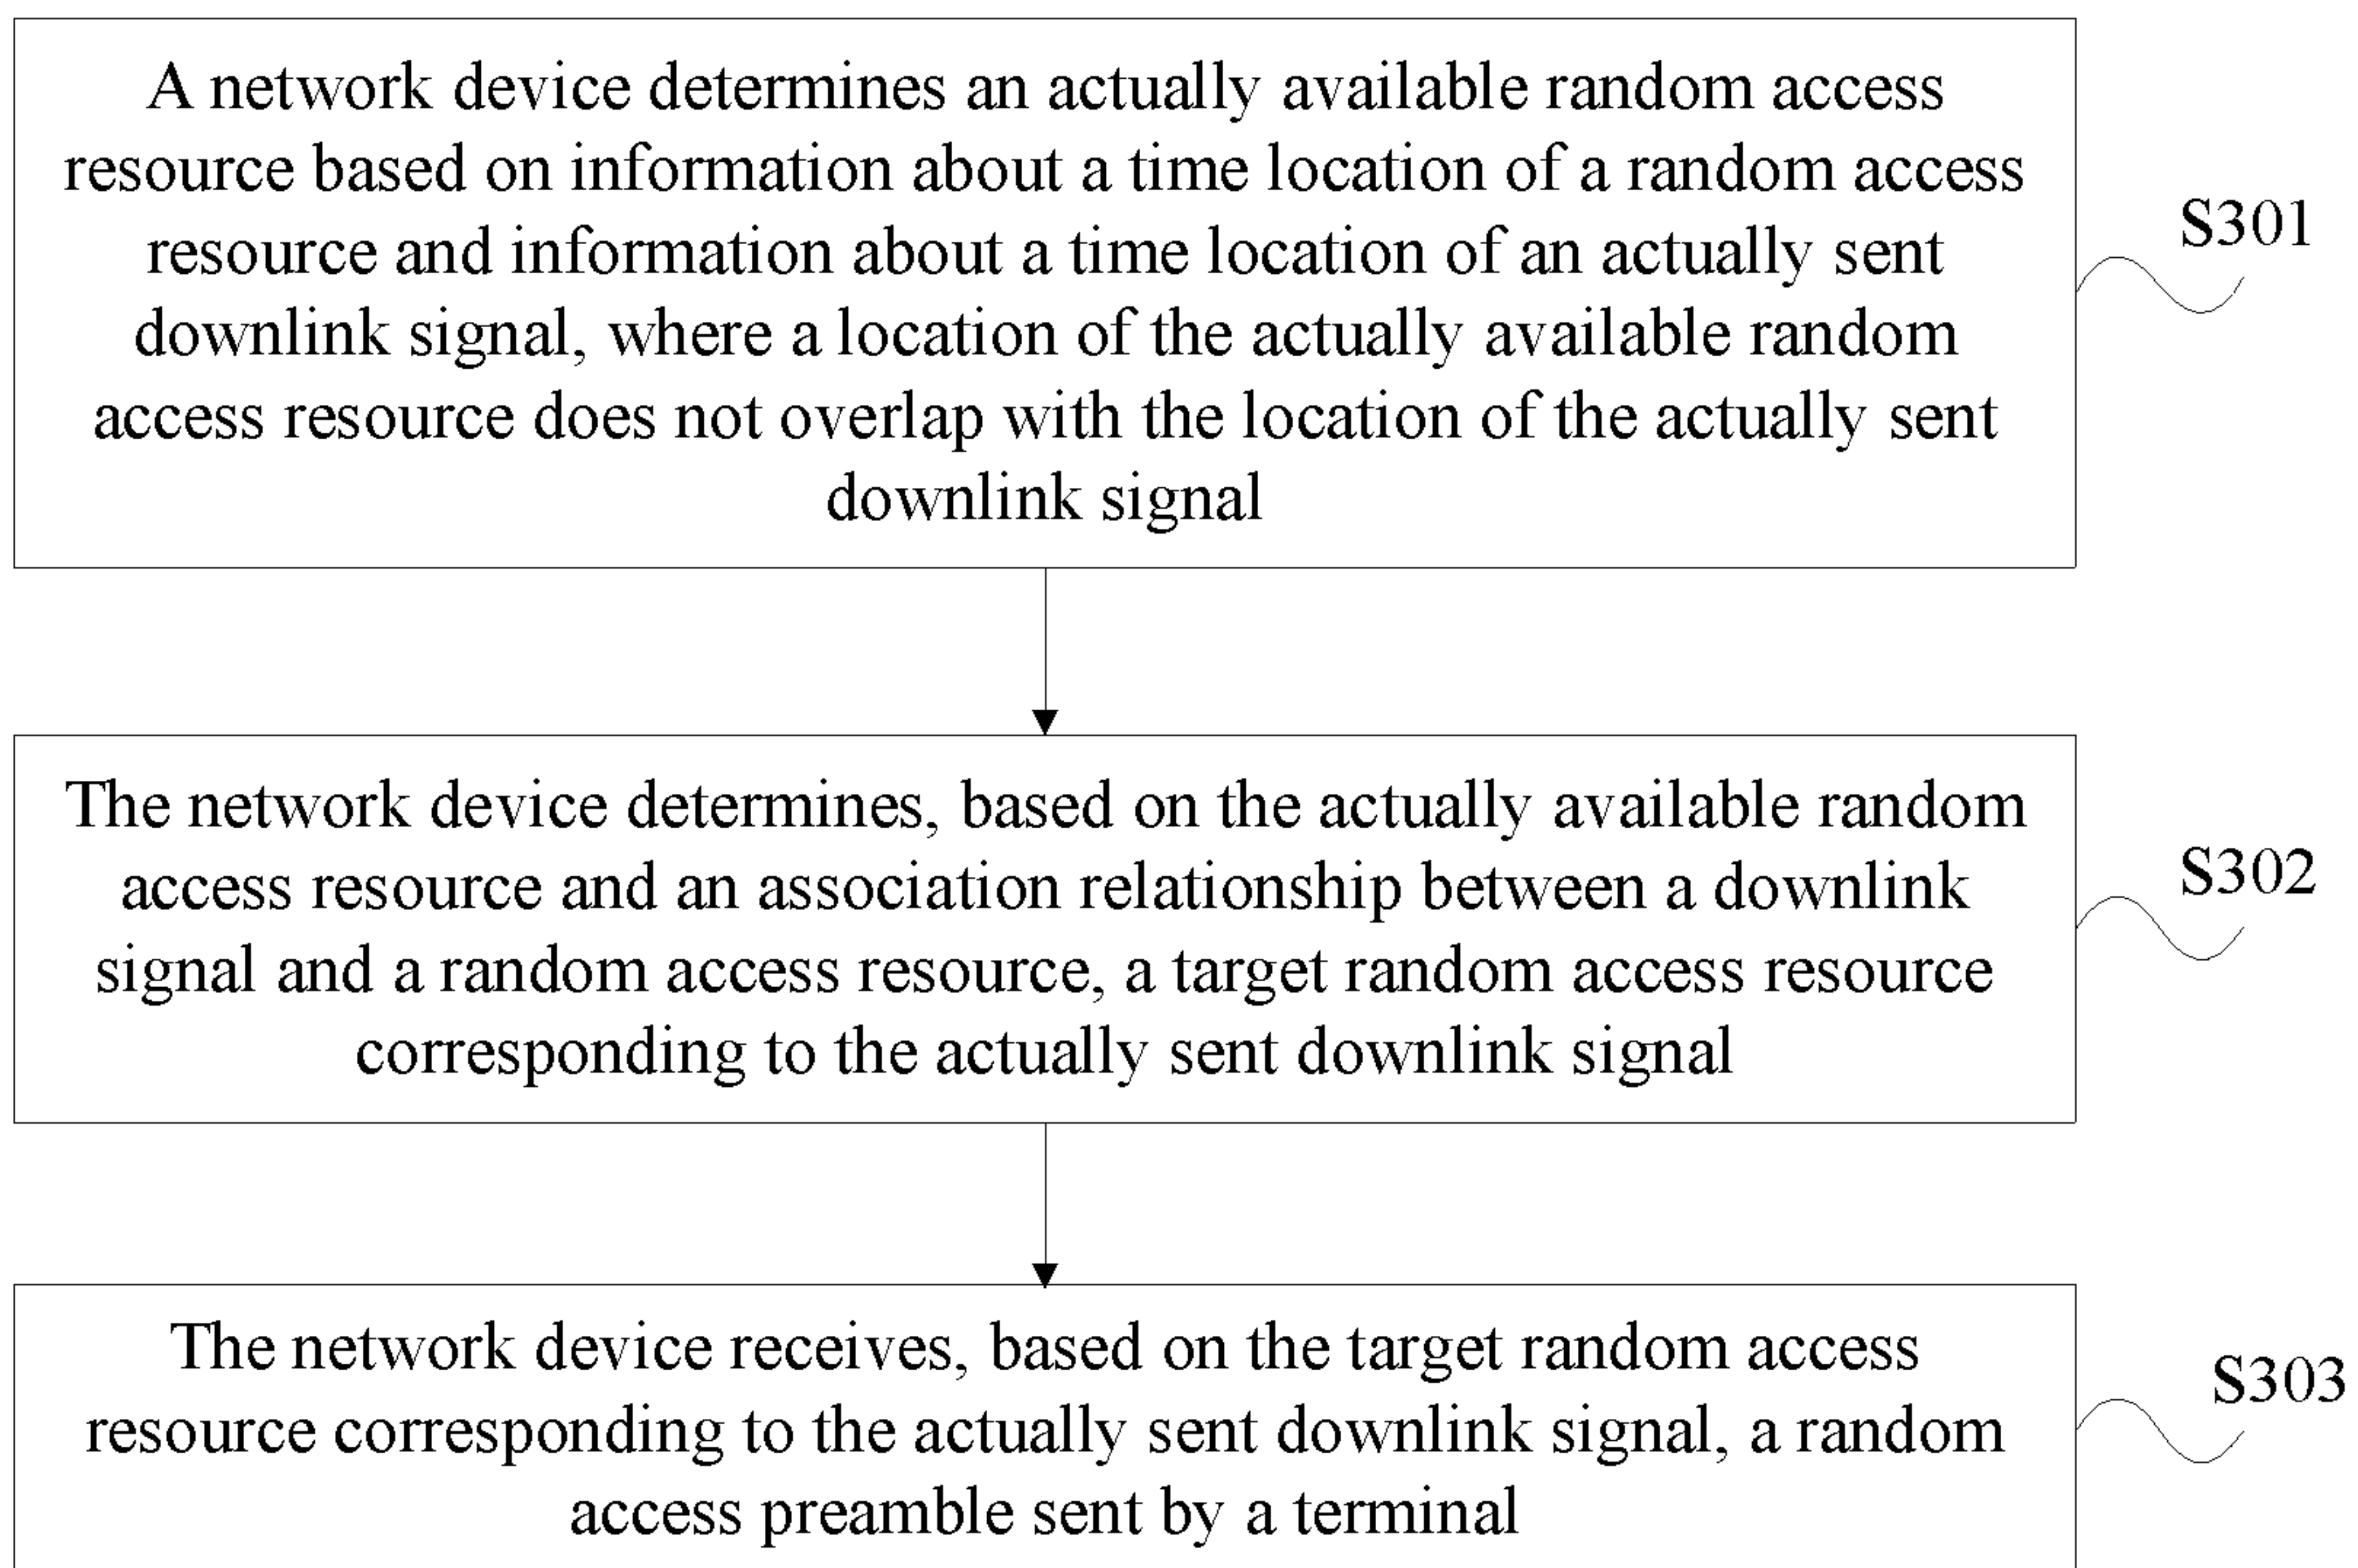 A network device determines an actually available random access
resource based on information about a time location of a random access
resource and information about a time location of an actually sent
downlink signal, where a location of the actually available random
access resource does not overlap with the location of the actually sent
downlink signal
S301
The network device determines, based on the actually available random
access resource and an association relationship between a downlink
signal and a random access resource, a target random access resource
corresponding to the actually sent downlink signal
S302
The network device receives, based on the target random access
resource corresponding to the actually sent downlink signal, a random
access preamble sent by a terminal
S303